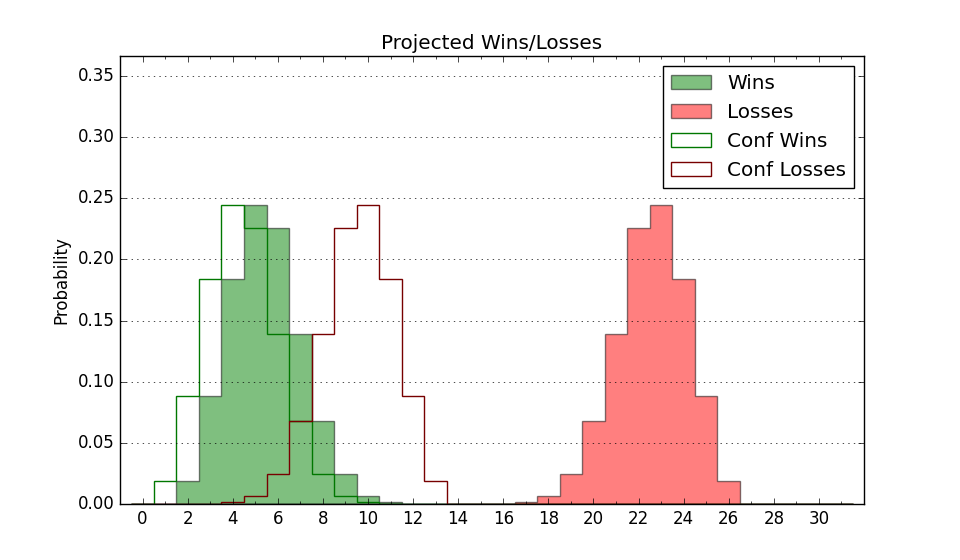 Projected Wins/Losses
0.35
0.30
0.25
0.20
0.15
0.10
0.05
0.00
Probability
Wins
Losses
Conf Wins
Conf Losses
0 2 4 6 8 10 12 14 16 18 20 22 24 26 28 30